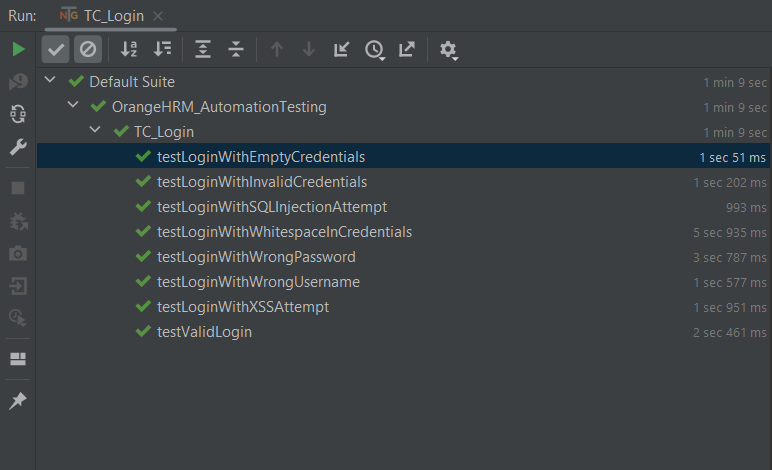 Run: NTG TC_Login
Default Suite 1 min 9 sec
OrangeHRM_AutomationTesting 1 min 9 sec
TC_Login 1 min 9 sec
testLoginWithEmptyCredentials 1 sec 51 ms
testLoginWithInvalidCredentials 1 sec 202 ms
testLoginWithSQLInjectionAttempt 993 ms
testLoginWithWhitespaceInCredentials 5 sec 935 ms
testLoginWithWrongPassword 3 sec 787 ms
testLoginWithWrongUsername 1 sec 577 ms
testLoginWithXSSAttempt 1 sec 951 ms
testValidLogin 2 sec 461 ms